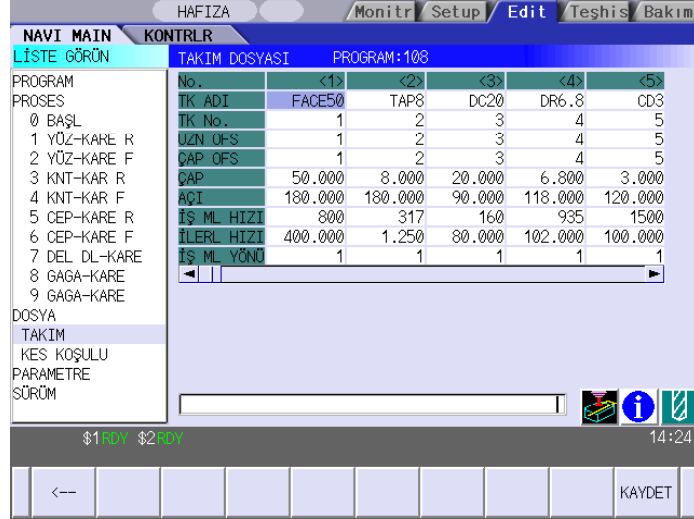 HAFIZA Monitr Setup Edit Teşhis Bakım
NAVI MAIN KONTRLR
LİSTE GÖRÜN TAKIM DOSYASI PROGRAM:108
PROGRAM
PROSES
0 BAŞL
1 YÜZ-KARE R
2 YÜZ-KARE F
3 KNT-KAR R
4 KNT-KAR F
5 CEP-KARE R
6 CEP-KARE F
7 DEL DL-KARE
8 GAGA-KARE
9 GAGA-KARE
DOSYA
TAKIM
KES KOŞULU
PARAMETRE
SÜRÜM
No. <1> <2> <3> <4> <5>
TK ADI FACE50 TAP8 DC20 DR6.8 CD3
TK No. 1 2 3 4 5
UZN OFS 1 2 3 4 5
ÇAP OFS 1 2 3 4 5
ÇAP 50.000 8.000 20.000 6.800 3.000
AÇI 180.000 180.000 90.000 118.000 120.000
İŞ ML HIZI 800 317 160 935 1500
İLERL HIZI 400.000 1.250 80.000 102.000 100.000
İŞ ML YÖNÜ 1 1 1 1 1
$1 RDY $2 RDY 14:24
<-- KAYDET